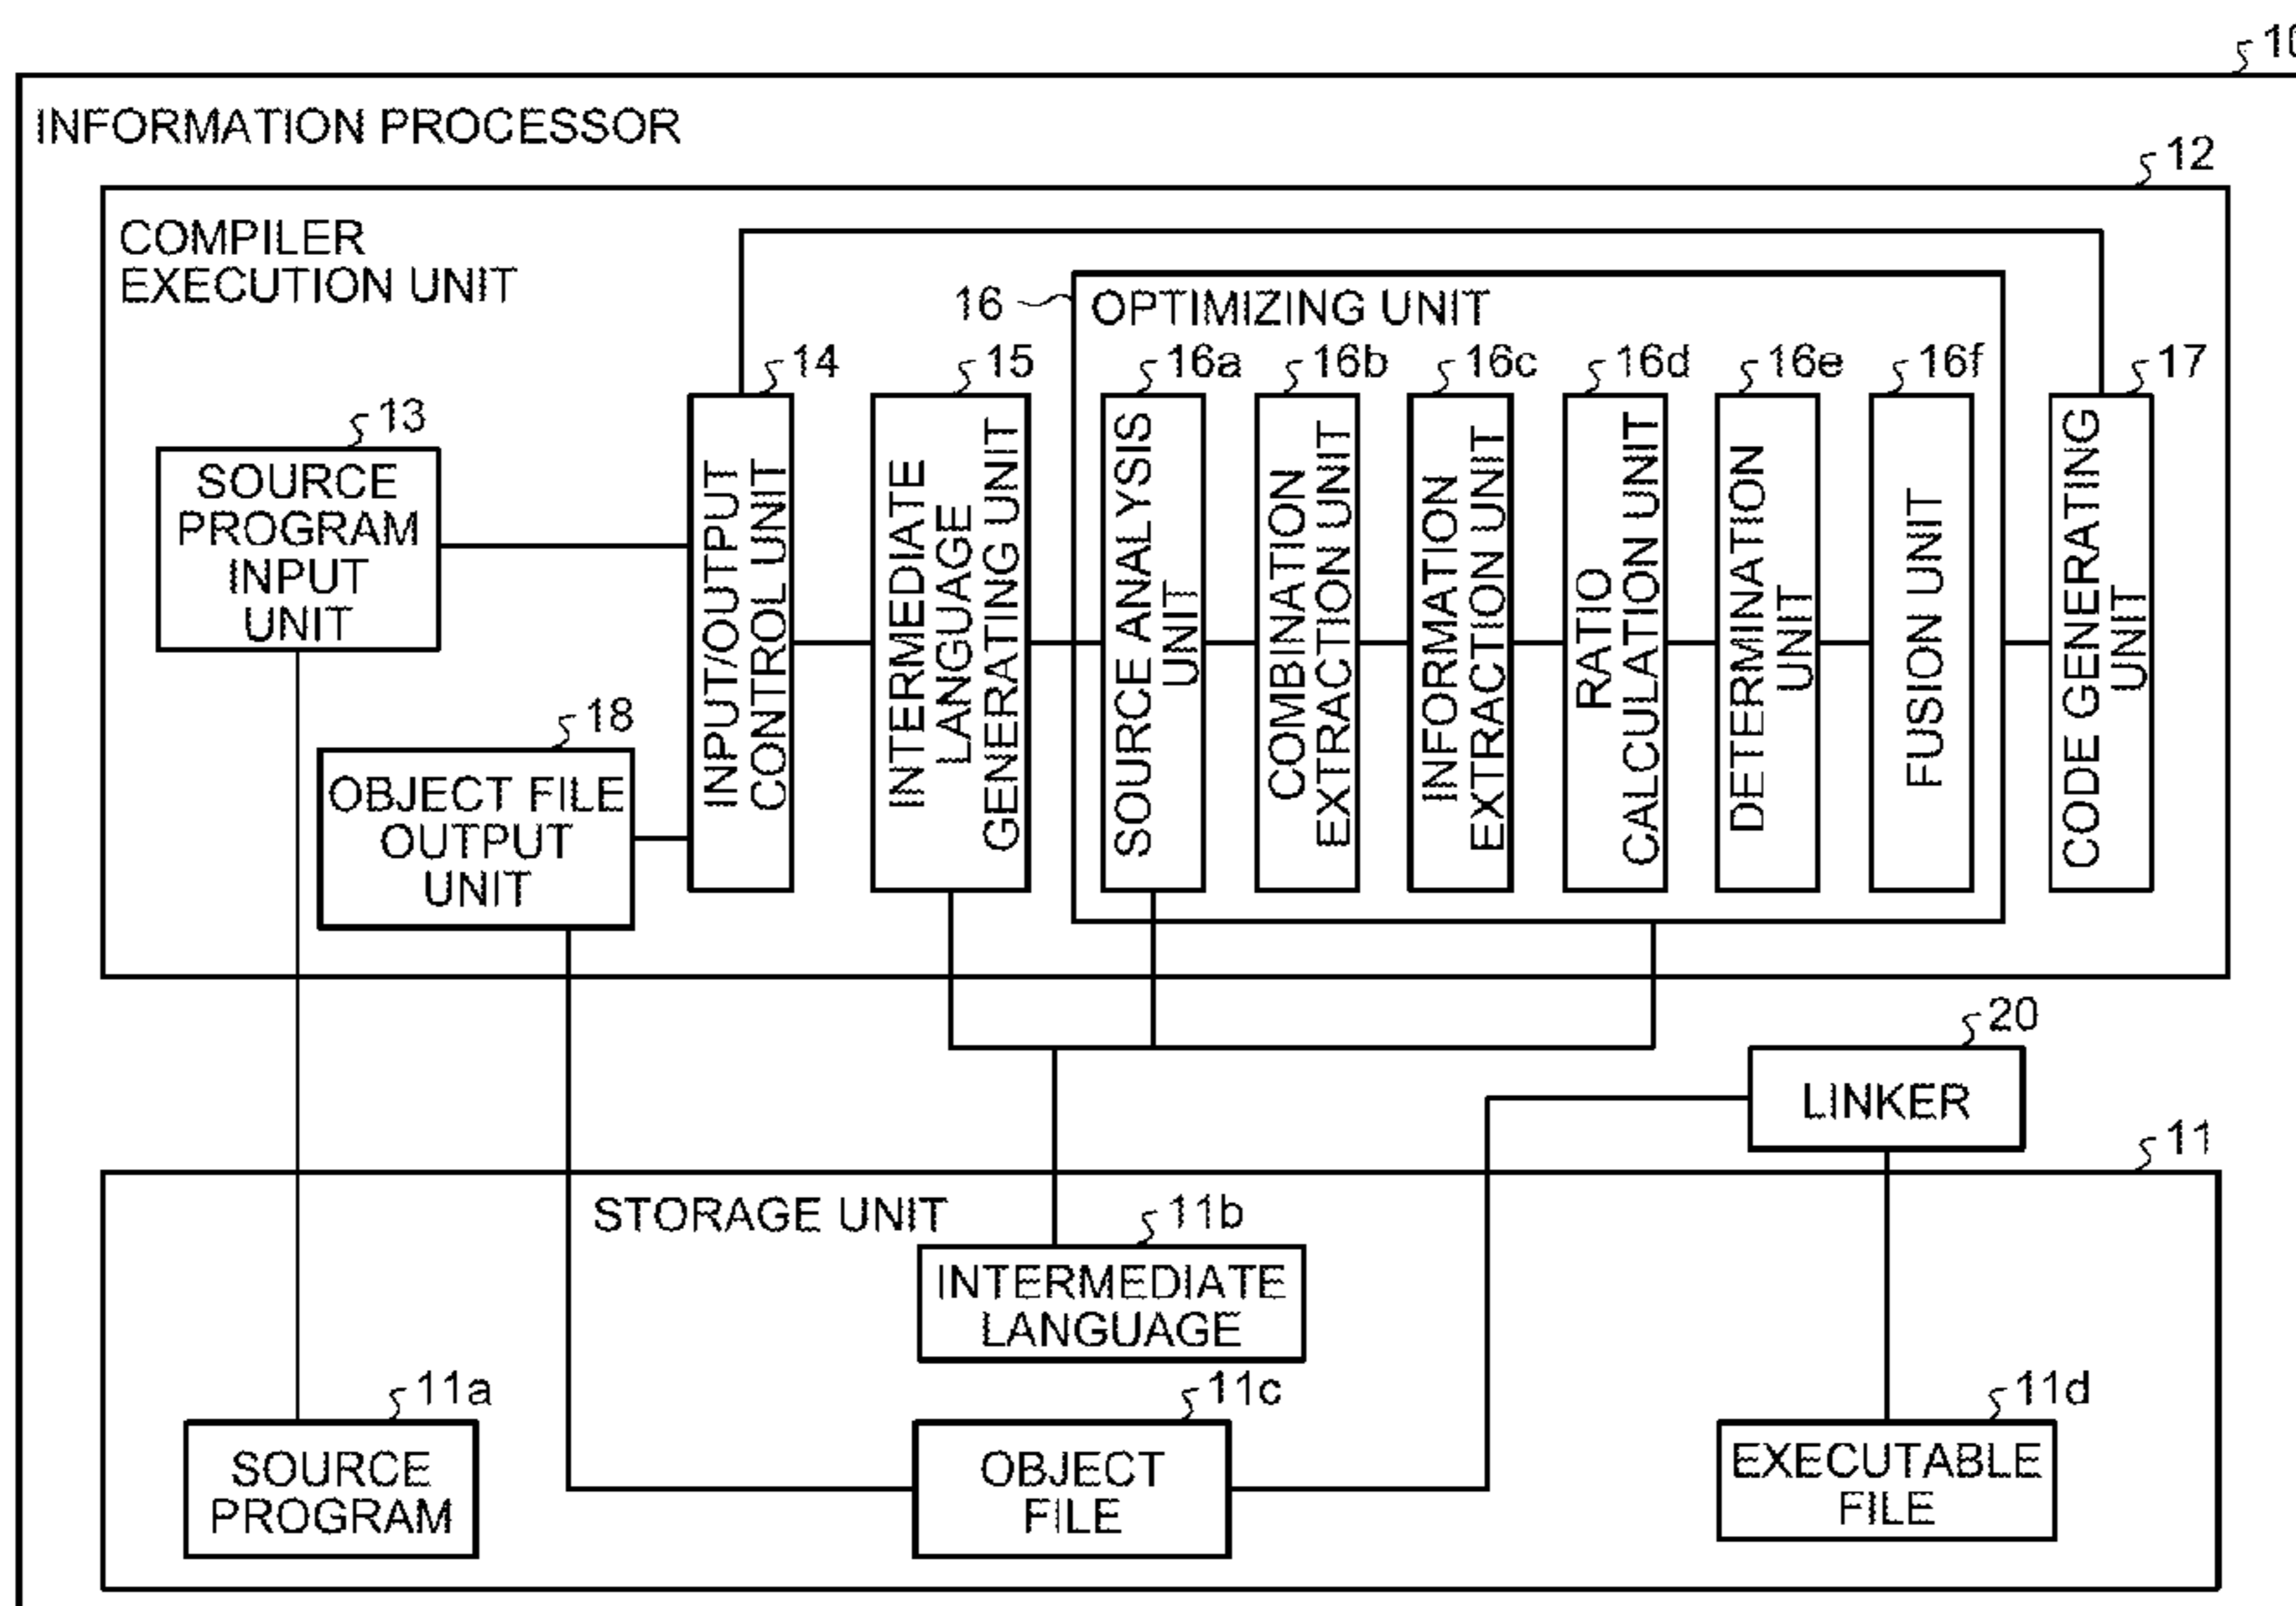 10
INFORMATION PROCESSOR
12
COMPILER
EXECUTION UNIT
16
OPTIMIZING UNIT
13
SOURCE
PROGRAM
INPUT
UNIT
18
OBJECT FILE
OUTPUT
UNIT
14
INPUT/OUTPUT
CONTROL UNIT
15
INTERMEDIATE
LANGUAGE
GENERATING UNIT
16a
SOURCE ANALYSIS
UNIT
16b
COMBINATION
EXTRACTION UNIT
16c
INFORMATION
EXTRACTION UNIT
16d
RATIO
CALCULATION UNIT
16e
DETERMINATION
UNIT
16f
FUSION UNIT
17
CODE GENERATING
UNIT
20
LINKER
11
STORAGE UNIT
11b
INTERMEDIATE
LANGUAGE
11a
SOURCE
PROGRAM
11c
OBJECT
FILE
11d
EXECUTABLE
FILE